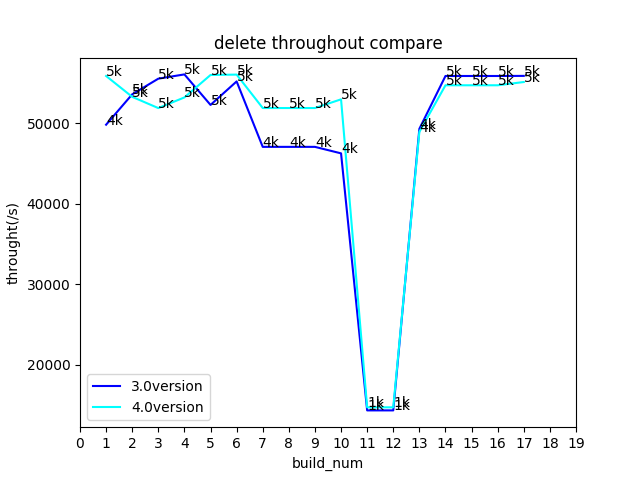 delete throughout compare
5k 5k 5k 5k 5k 5k 5k 5k 5k 5k 1k 1k 4k 5k 5k 5k 5k
4k 5k 5k 5k 5k 5k 4k 4k 4k 4k 1k 1k 4k 5k 5k 5k 5k
50000
40000
30000
20000
throught(/s)
3.0version
4.0version
0 1 2 3 4 5 6 7 8 9 10 11 12 13 14 15 16 17 18 19
build_num